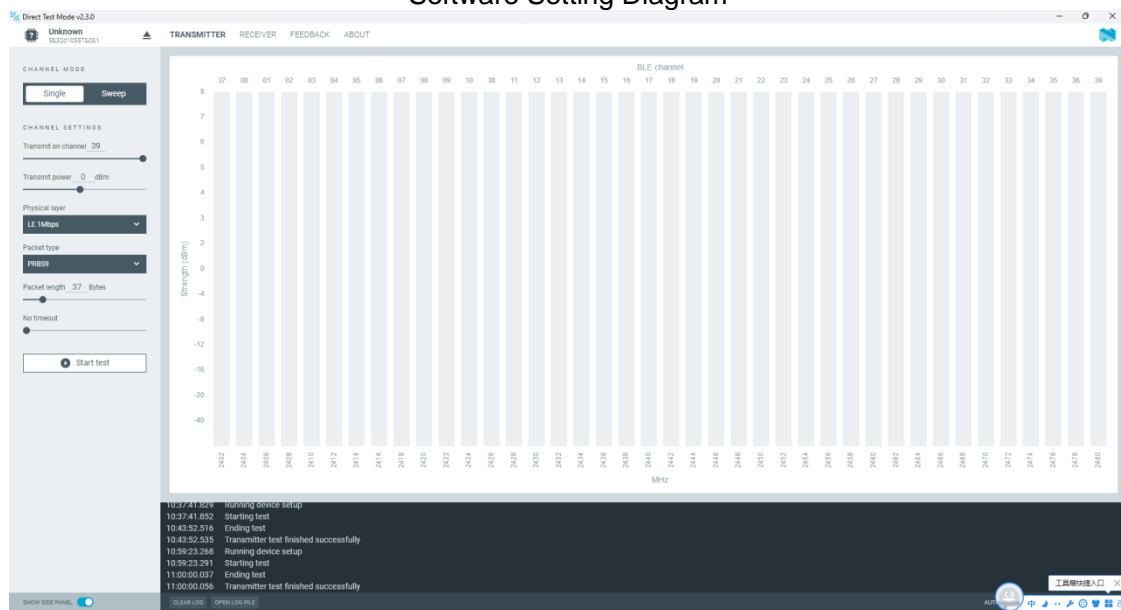 Software Setting Diagram
Direct Test Mode v2.3.0
Unknown
TRANSMITTER RECEIVER FEEDBACK ABOUT
CHANNEL MODE
Single Sweep
CHANNEL SETTINGS
Transmit on channel 39
Transmit power 0 dBm
Physical layer
LE 1Mbps
Packet type
PRBS9
Packet length 37 Bytes
No timeout
Start test
SHOW SIDE PANEL
BLE channel
37 00 01 02 03 04 05 06 07 08 09 10 38 11 12 13 14 15 16 17 18 19 20 21 22 23 24 25 26 27 28 29 30 31 32 33 34 35 36 39
Strength (dBm)
8
7
6
5
4
3
2
0
-4
-8
-12
-16
-20
-40
2402 2404 2406 2408 2410 2412 2414 2416 2418 2420 2422 2424 2426 2428 2430 2432 2434 2436 2438 2440 2442 2444 2446 2448 2450 2452 2454 2456 2458 2460 2462 2464 2466 2468 2470 2472 2474 2476 2478 2480
MHz
10:37:41.829 Running device setup
10:37:41.852 Starting test
10:43:52.516 Ending test
10:43:52.535 Transmitter test finished successfully
10:59:23.268 Running device setup
10:59:23.291 Starting test
11:00:00.037 Ending test
11:00:00.056 Transmitter test finished successfully
CLEAR LOG OPEN LOG FILE
工具帮快捷入口
中